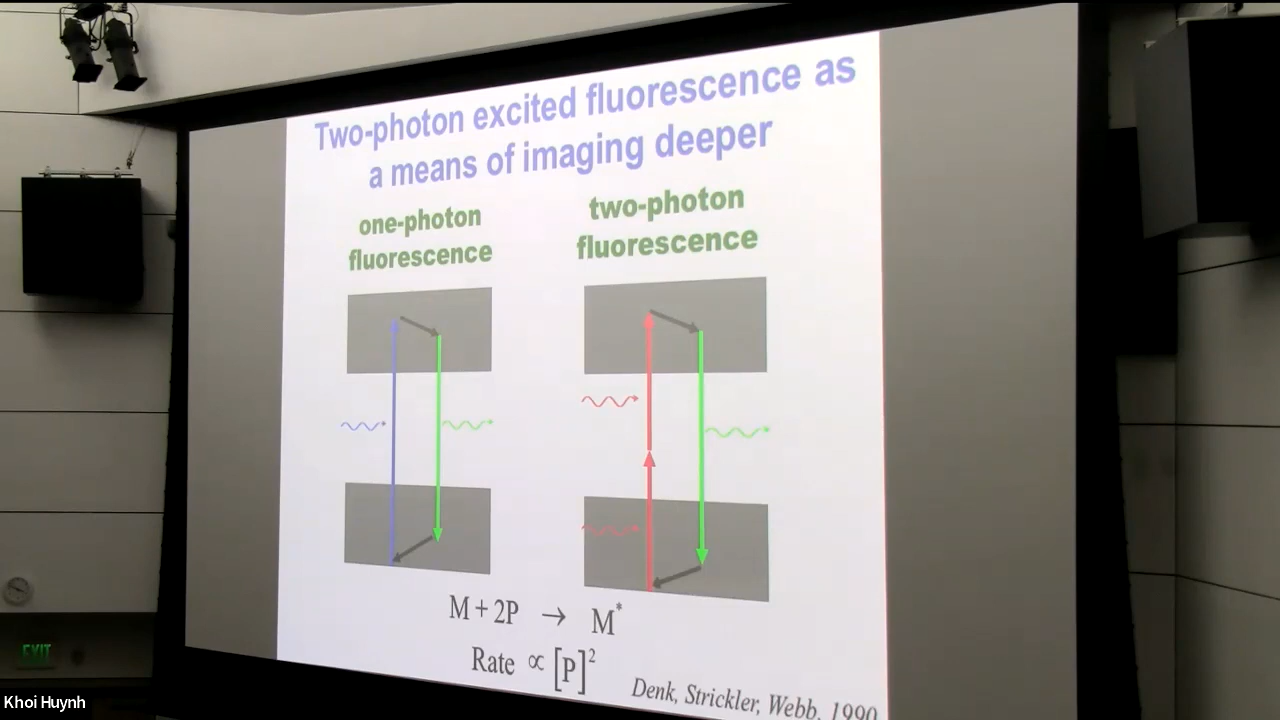 Two-photon excited fluorescence as
a means of imaging deeper
one-photon
fluorescence
two-photon
fluorescence
M + 2P → M*
Rate ∝ [P]²
Denk, Strickler, Webb, 1990
EXIT
Khoi Huynh